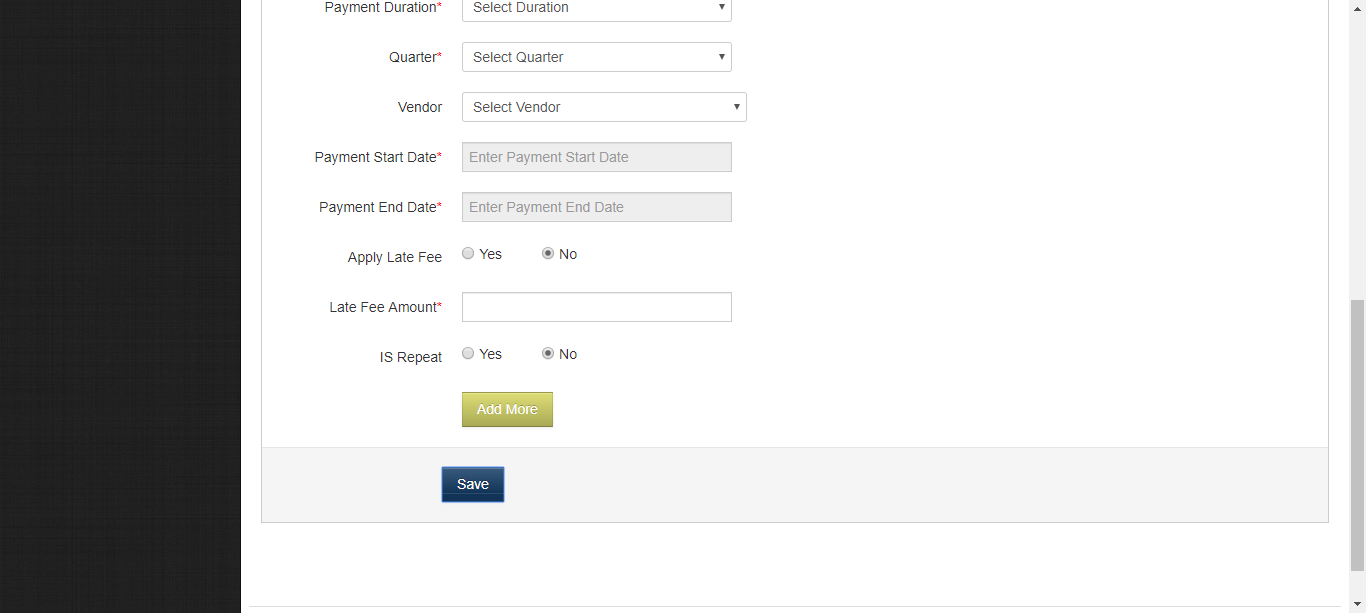 Payment Duration* Select Duration
Quarter* Select Quarter
Vendor Select Vendor
Payment Start Date* Enter Payment Start Date
Payment End Date* Enter Payment End Date
Apply Late Fee Yes No
Late Fee Amount*
IS Repeat Yes No
Add More
Save